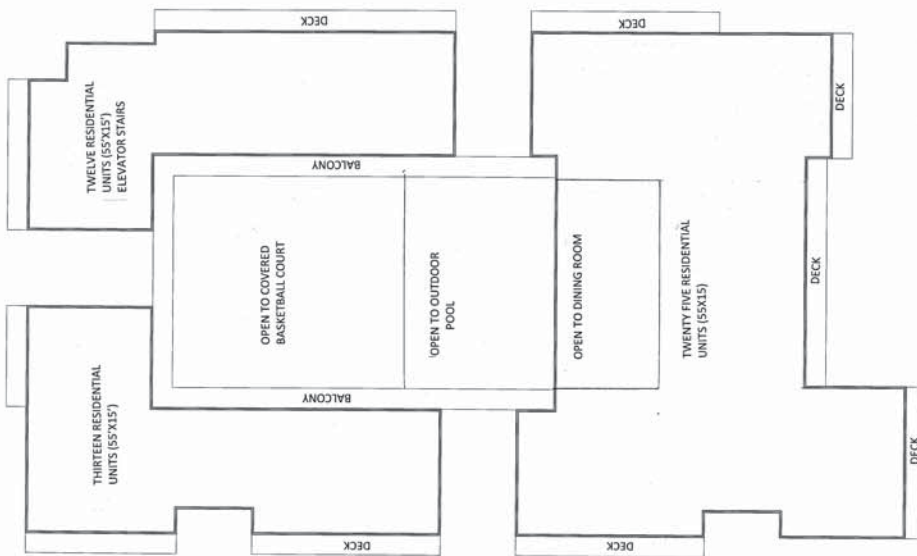 DECK
DECK
TWELVE RESIDENTIAL
UNITS (55'X15')
ELEVATOR STAIRS
BALCONY
DECK
OPEN TO COVERED
BASKETBALL COURT
OPEN TO OUTDOOR
POOL
OPEN TO DINING ROOM
TWENTY FIVE RESIDENTIAL
UNITS (55X15)
DECK
BALCONY
THIRTEEN RESIDENTIAL
UNITS (55'X15')
DECK
DECK
DECK